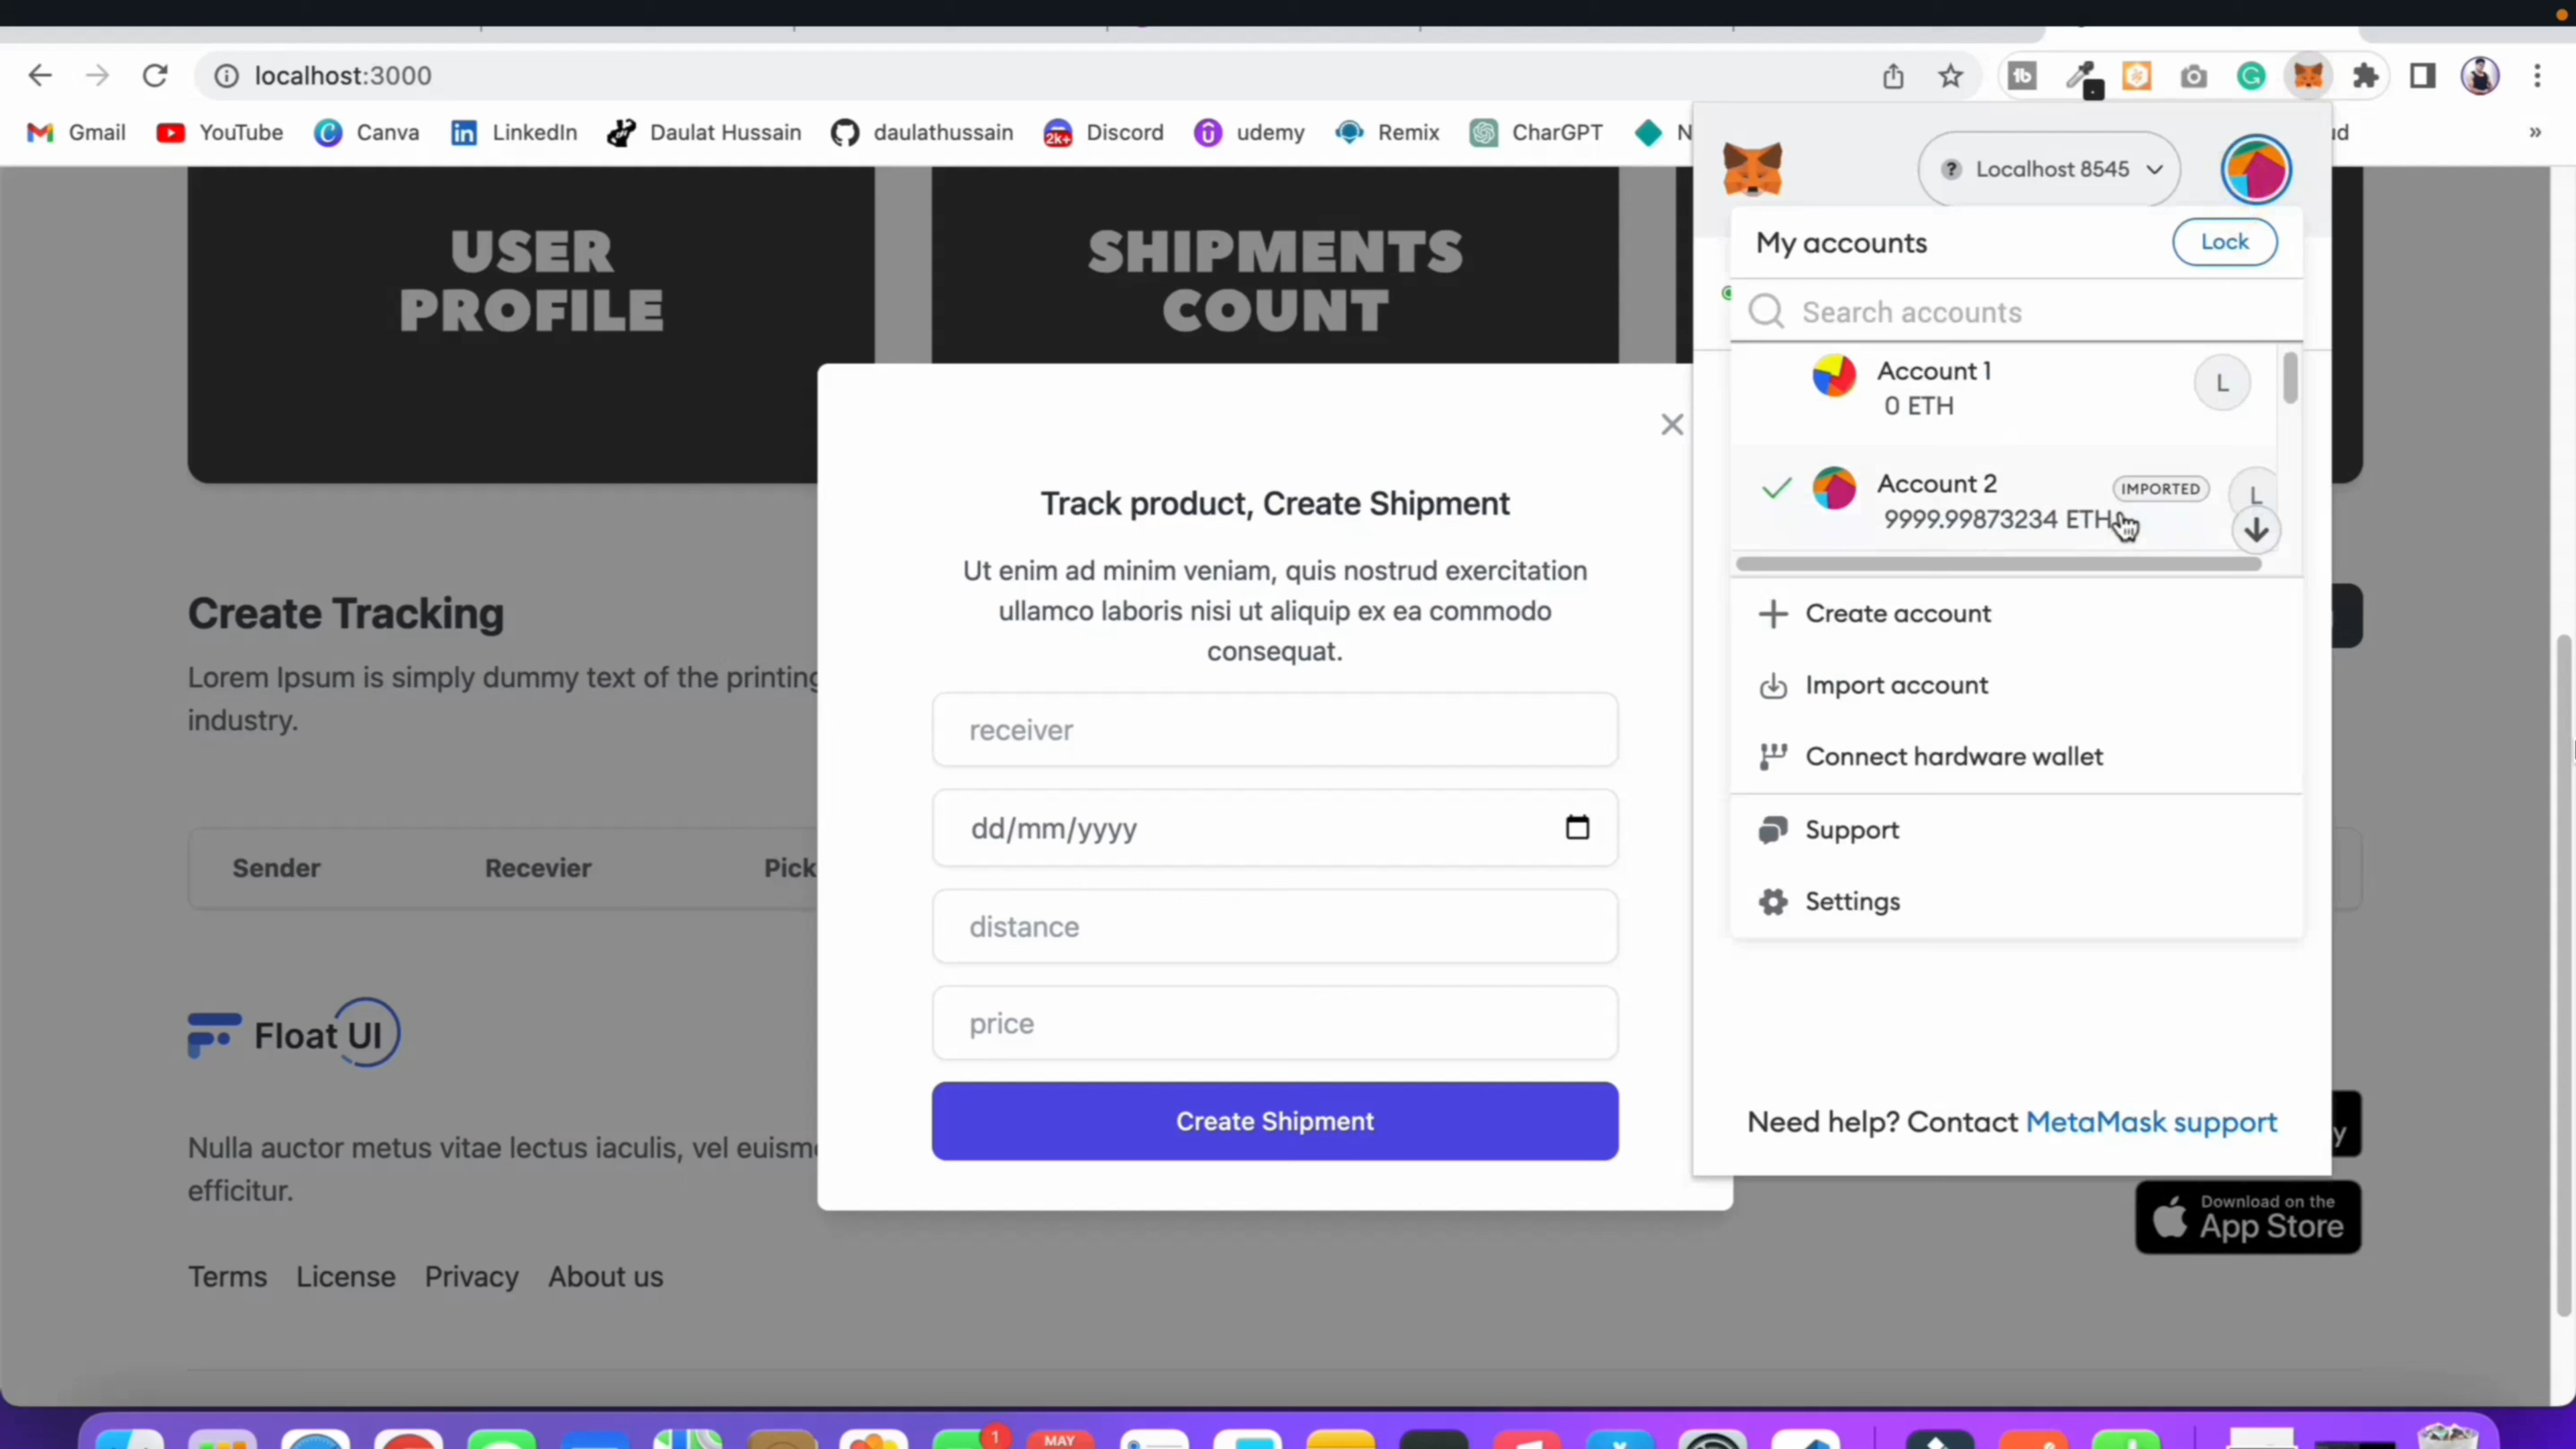 localhost:3000
Gmail YouTube Canva LinkedIn Daulat Hussain daulathussain Discord udemy Remix CharGPT N
2k+
Localhost 8545
My accounts Lock
Search accounts
USER
PROFILE
SHIPMENTS
COUNT
Account 1
0 ETH
L
Account 2 IMPORTED
9999.99873234 ETH
L
Create account
Import account
Connect hardware wallet
Support
Settings
Need help? Contact MetaMask support
Track product, Create Shipment
Ut enim ad minim veniam, quis nostrud exercitation
ullamco laboris nisi ut aliquip ex ea commodo
consequat.
receiver
dd/mm/yyyy
distance
price
Create Shipment
Create Tracking
Lorem Ipsum is simply dummy text of the printing
industry.
Sender Recevier Pick
Float UI
Nulla auctor metus vitae lectus iaculis, vel
efficitur.
Terms License Privacy About us
Download on the
App Store
1
MAY